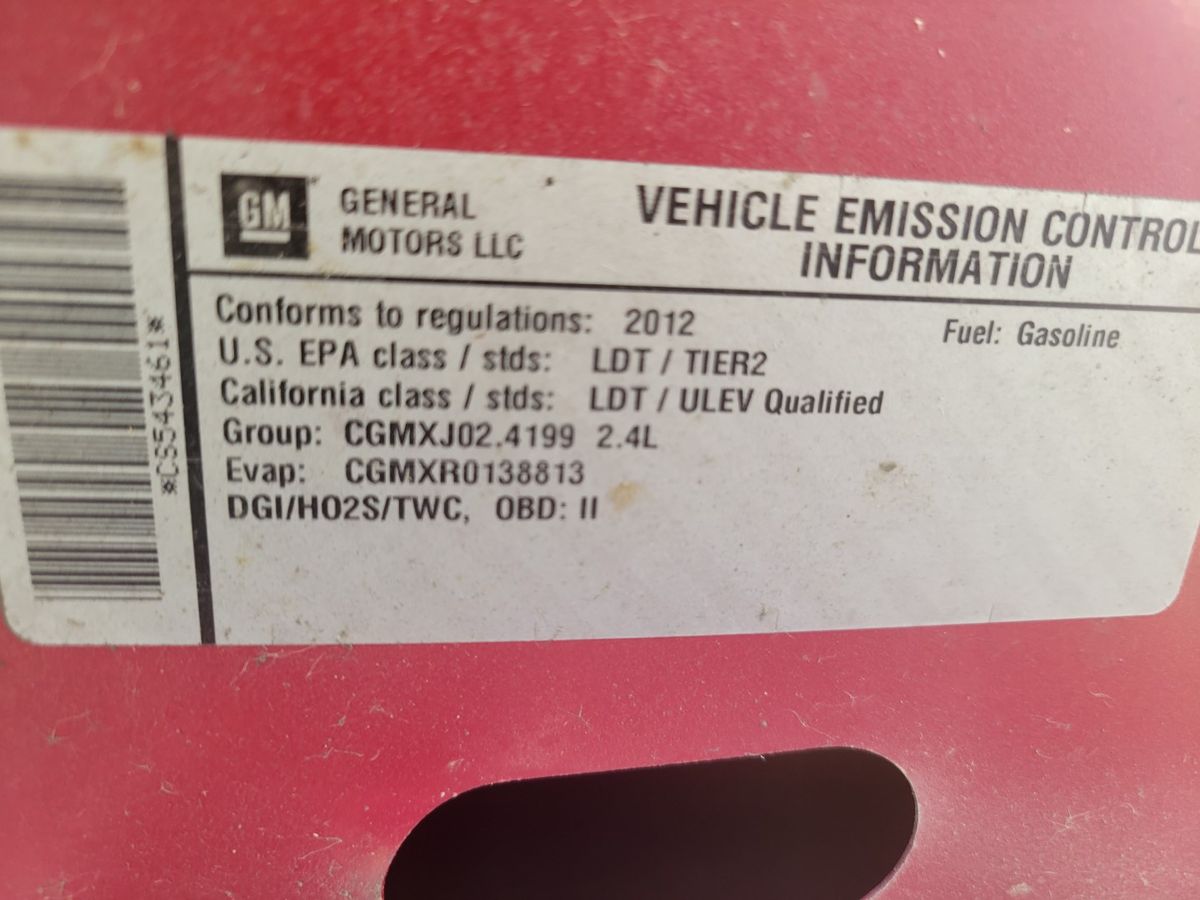 *CS543461*
GM
GENERAL
MOTORS LLC
VEHICLE EMISSION CONTROL
INFORMATION
Conforms to regulations: 2012
Fuel: Gasoline
U.S. EPA class / stds: LDT / TIER2
California class / stds: LDT / ULEV Qualified
Group: CGMXJ02.4199 2.4L
Evap: CGMXR0138813
DGI/HO2S/TWC, OBD: II